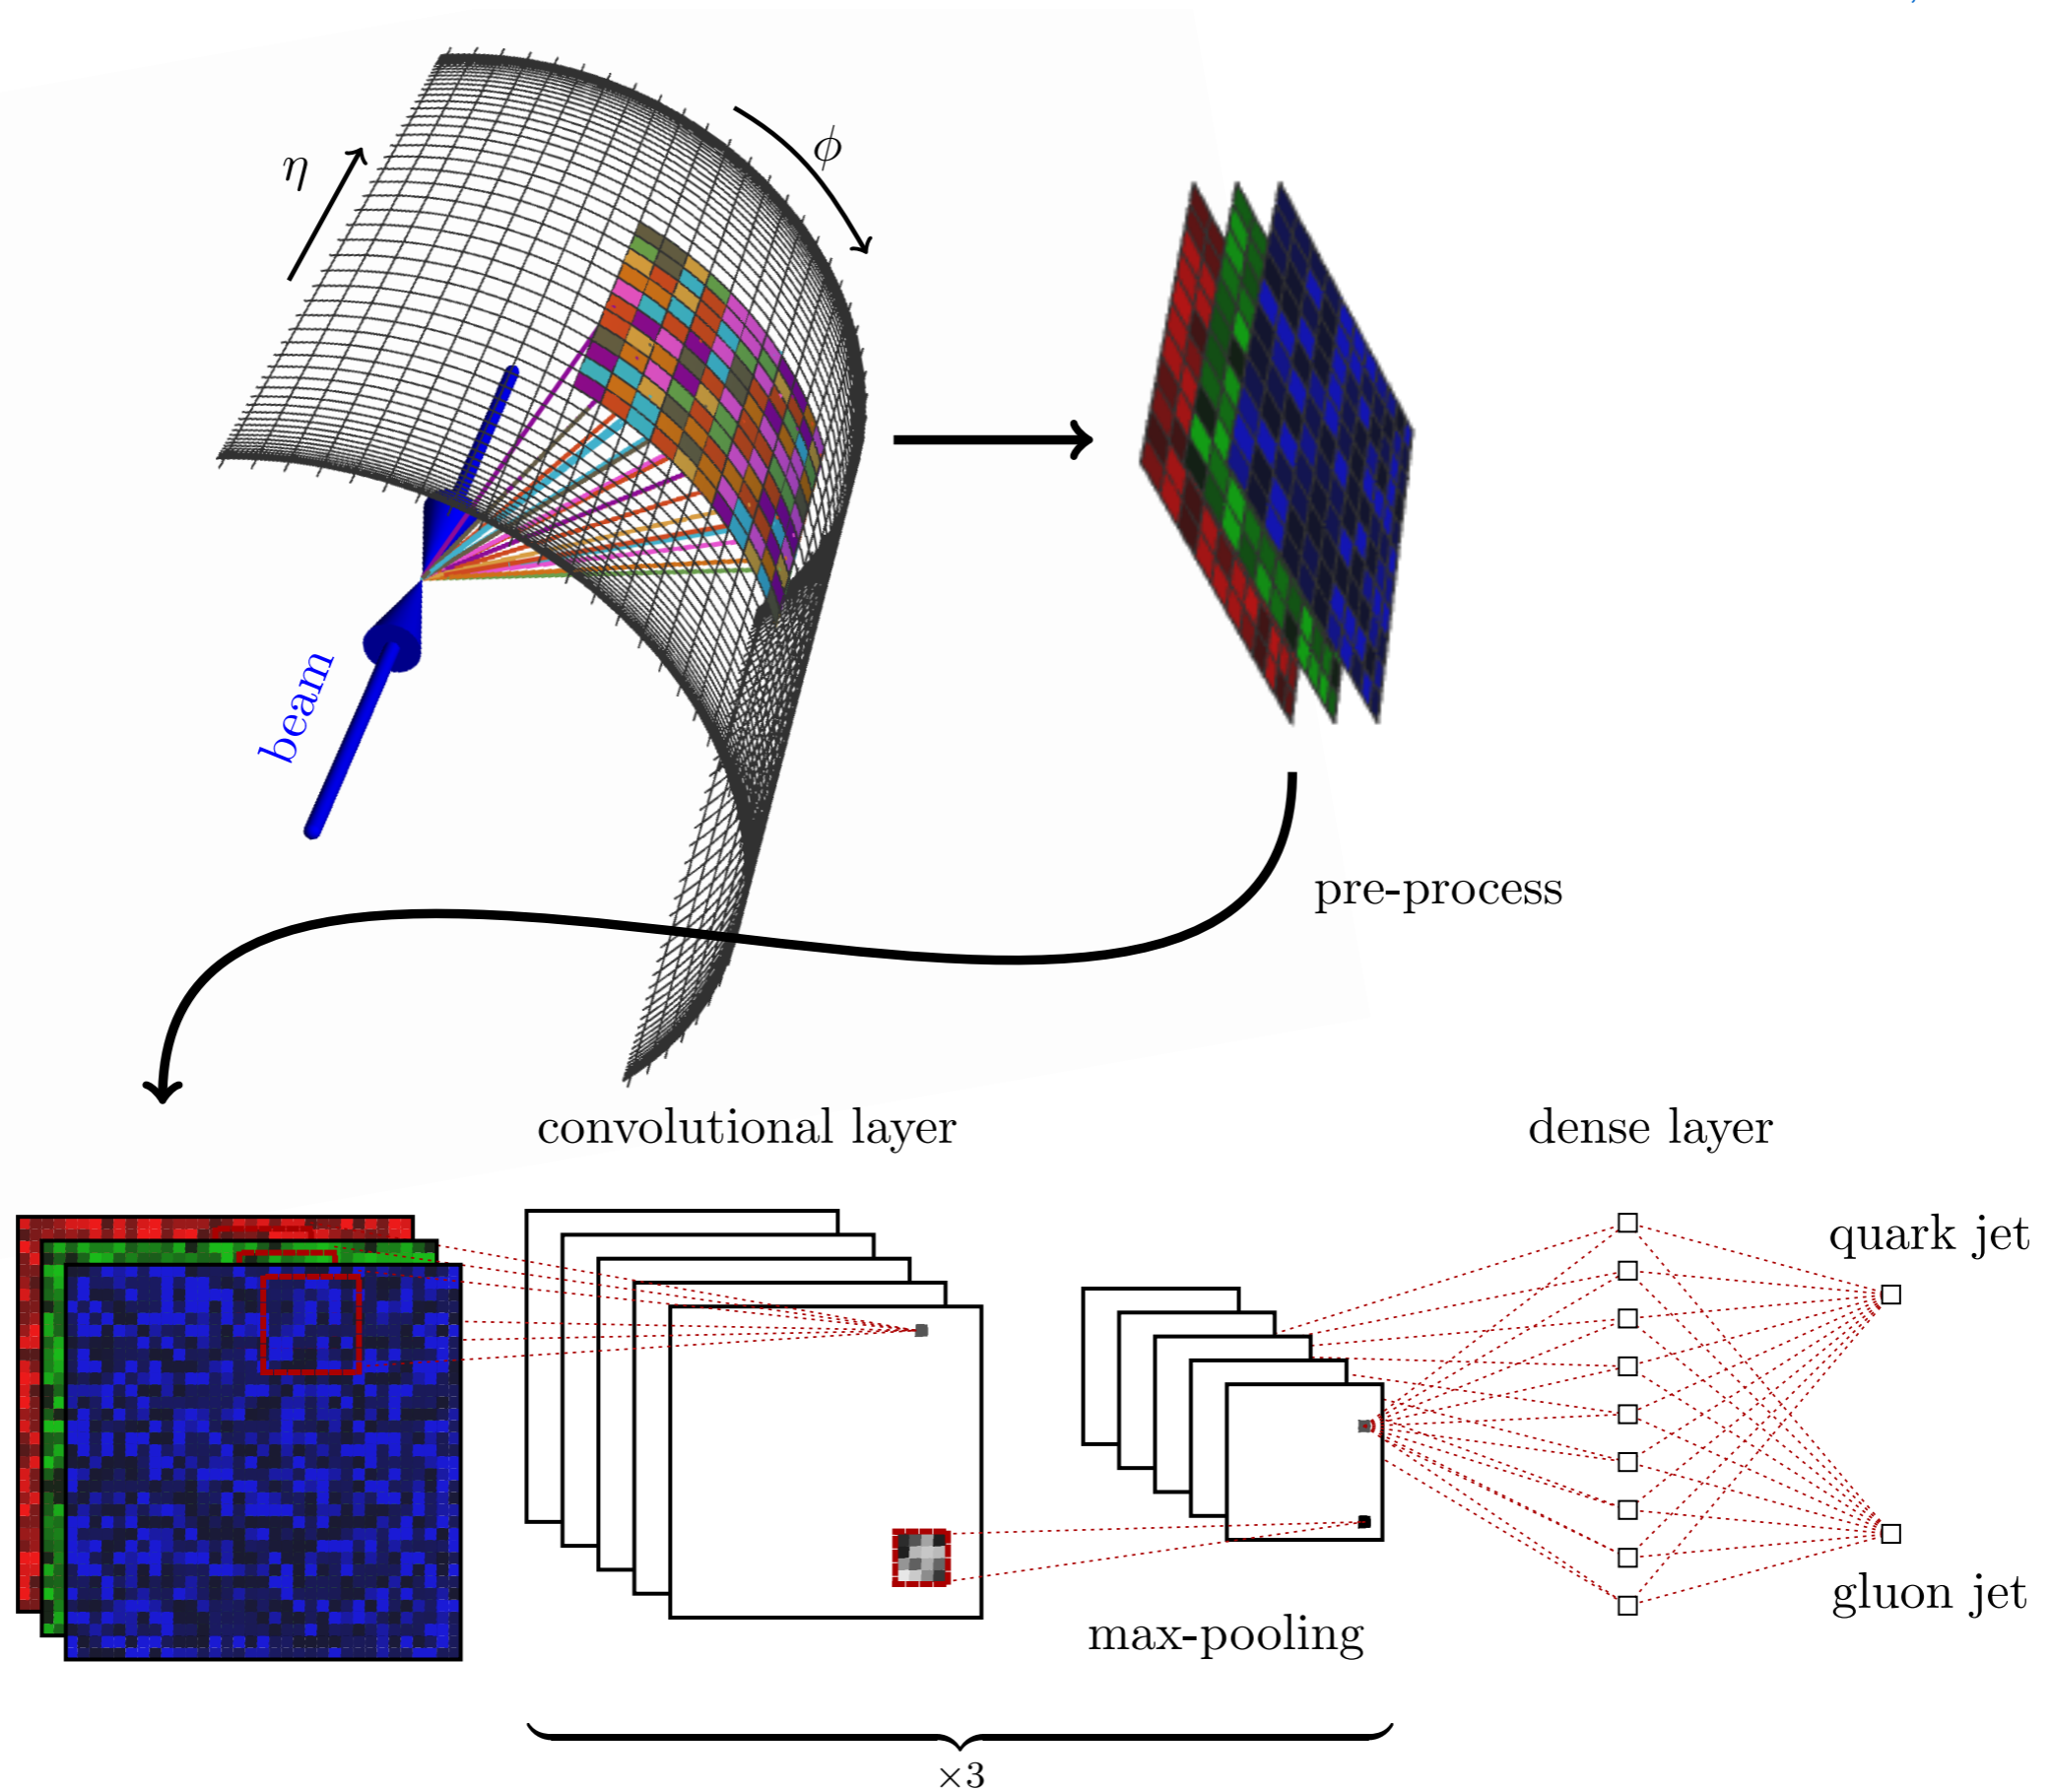 η
ϕ
beam
pre-process
convolutional layer
dense layer
quark jet
gluon jet
max-pooling
×3